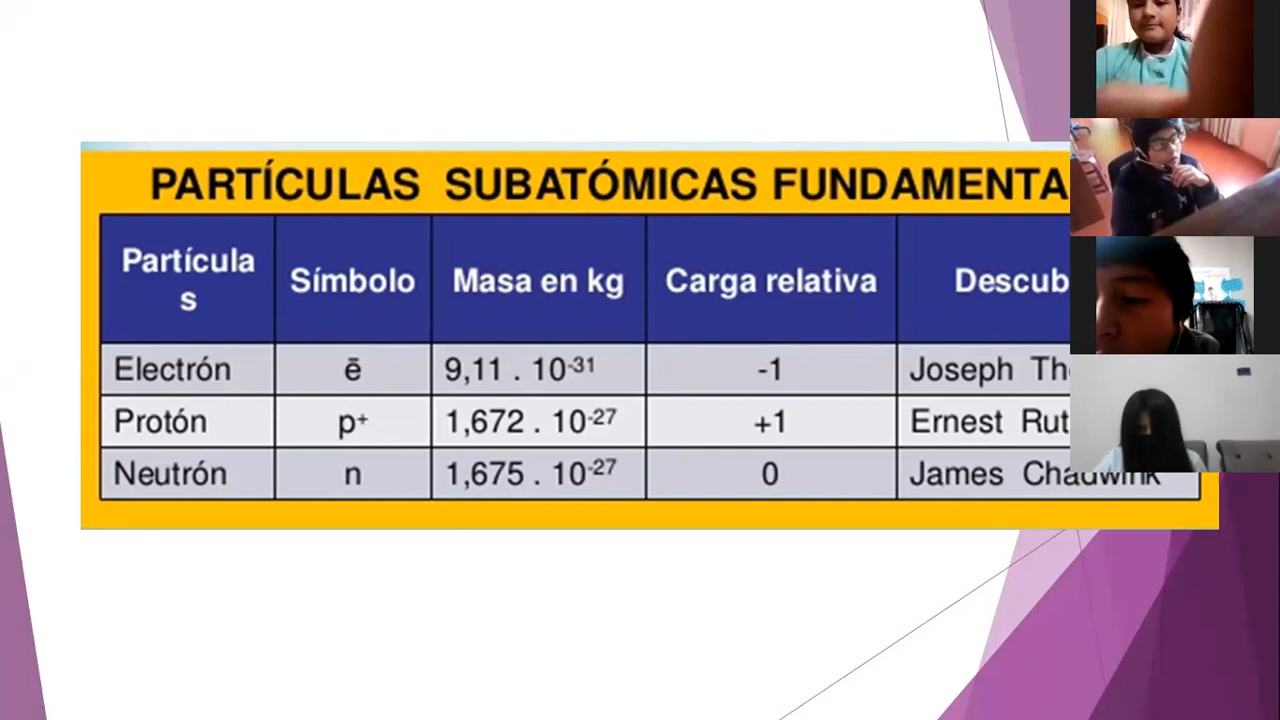 PARTÍCULAS SUBATÓMICAS FUNDAMENTA
Partícula
s
Símbolo
Masa en kg
Carga relativa
Descub
Electrón ē 9,11 . 10⁻³¹ -1 Joseph Th
Protón p⁺ 1,672 . 10⁻²⁷ +1 Ernest Rut
Neutrón n 1,675 . 10⁻²⁷ 0 James Chadwink